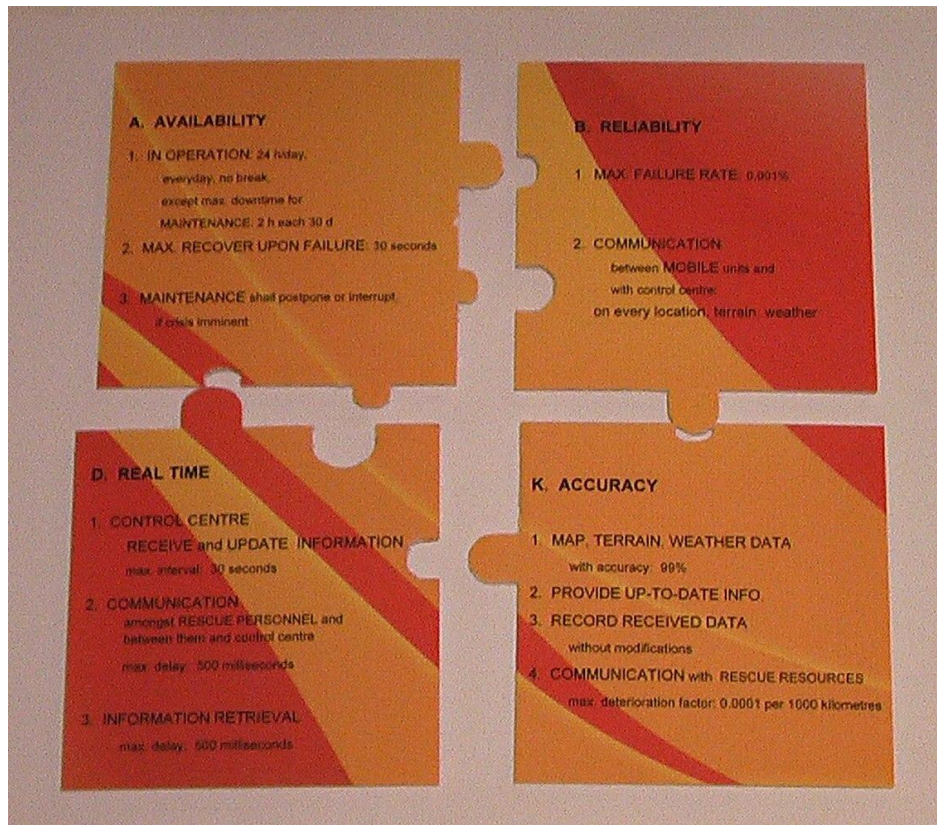 A. AVAILABILITY
1. IN OPERATION: 24 h/day,
everyday, no break,
except max. downtime for
MAINTENANCE: 2 h each 30 d
2. MAX. RECOVER UPON FAILURE: 30 seconds
3. MAINTENANCE shall postpone or interrupt,
if crisis imminent
B. RELIABILITY
1. MAX. FAILURE RATE: 0.001%
2. COMMUNICATION
between MOBILE units and
with control centre:
on every location, terrain, weather
D. REAL TIME
1. CONTROL CENTRE
RECEIVE and UPDATE INFORMATION
max. interval: 30 seconds
2. COMMUNICATION
amongst RESCUE PERSONNEL and
between them and control centre
max. delay: 500 milliseconds
3. INFORMATION RETRIEVAL
max. delay: 500 milliseconds
K. ACCURACY
1. MAP, TERRAIN, WEATHER DATA
with accuracy: 99%
2. PROVIDE UP-TO-DATE INFO.
3. RECORD RECEIVED DATA
without modifications
4. COMMUNICATION with RESCUE RESOURCES
max. deterioration factor: 0.0001 per 1000 kilometres